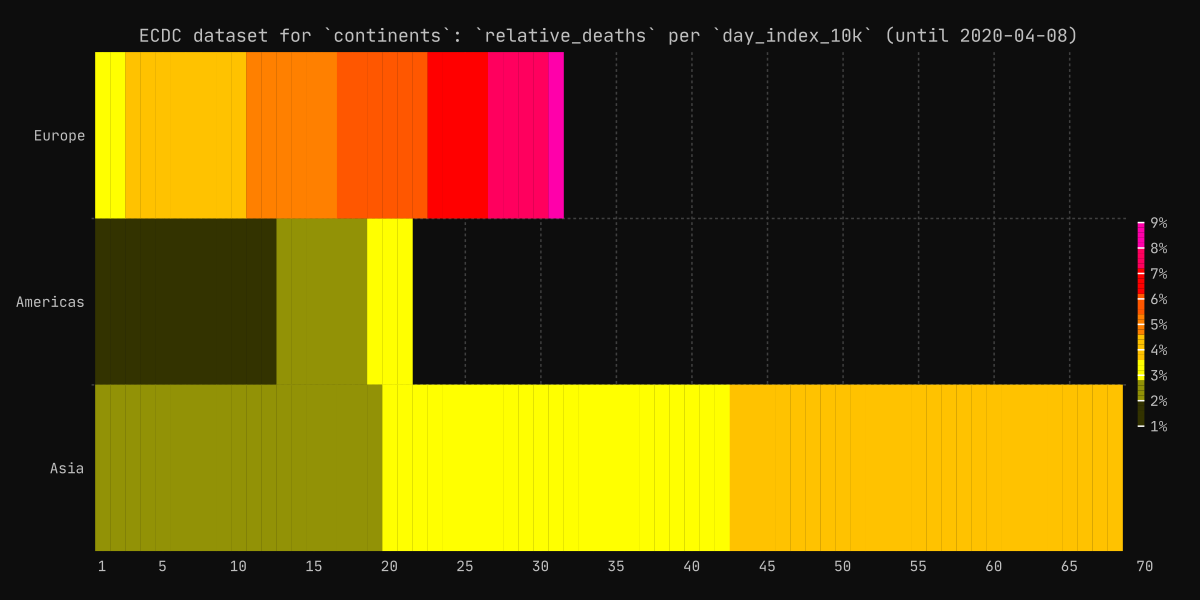 ECDC dataset for `continents`: `relative_deaths` per `day_index_10k` (until 2020-04-08)
Europe
Americas
Asia
9%
8%
7%
6%
5%
4%
3%
2%
1%
1 5 10 15 20 25 30 35 40 45 50 55 60 65 70